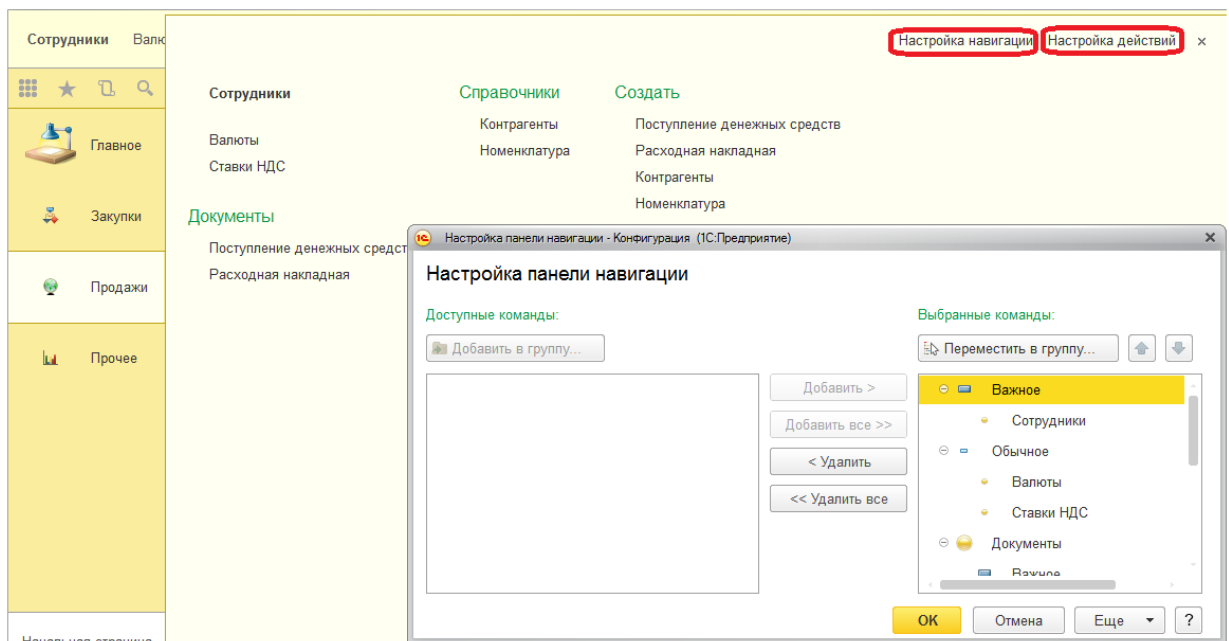 Сотрудники
Настройка навигации
Настройка действий
Главное
Закупки
Продажи
Прочее
Сотрудники
Валюты
Ставки НДС
Документы
Поступление денежных
Расходная накладная
Справочники
Контрагенты
Номенклатура
Создать
Поступление денежных средств
Расходная накладная
Контрагенты
Номенклатура
Настройка панели навигации - Конфигурация (1С:Предприятие)
Настройка панели навигации
Доступные команды:
Добавить в группу...
Добавить >
Добавить все >>
< Удалить
<< Удалить все
Выбранные команды:
Переместить в группу...
Важное
Сотрудники
Обычное
Валюты
Ставки НДС
Документы
Важное
ОК
Отмена
Еще
?